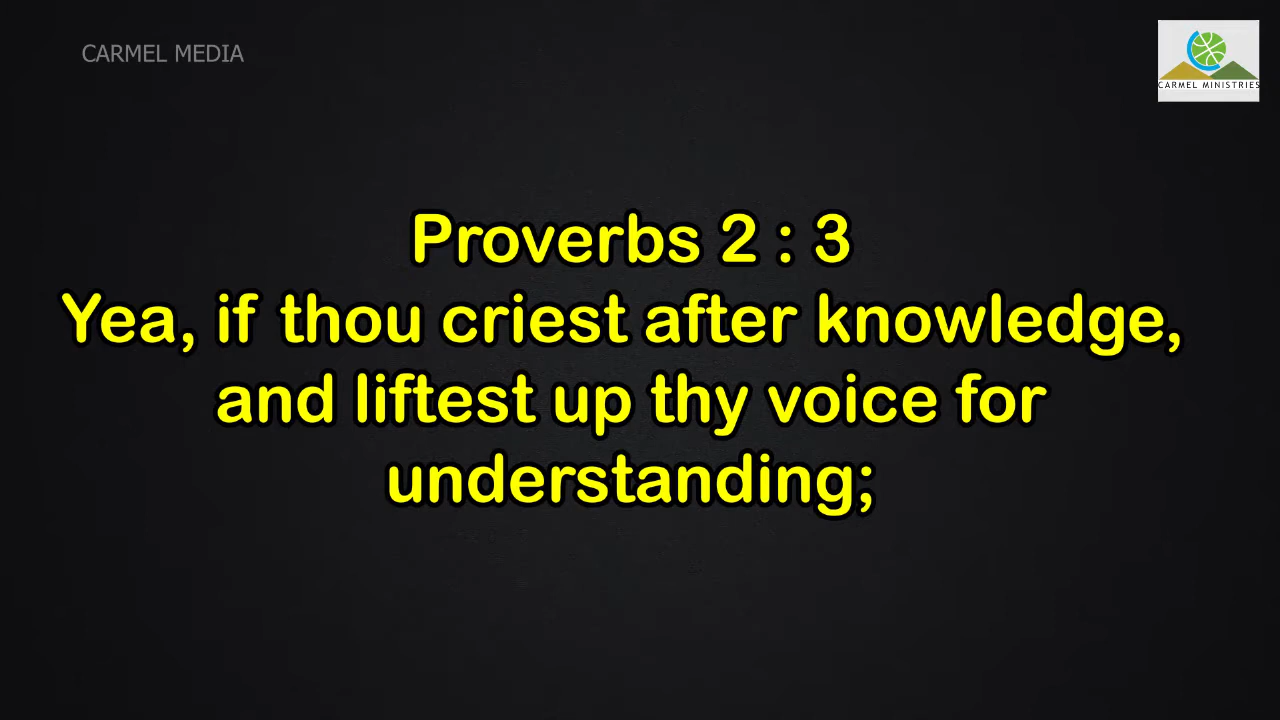 CARMEL MEDIA
CARMEL MINISTRIES
Proverbs 2 : 3
Yea, if thou criest after knowledge,
and liftest up thy voice for
understanding;